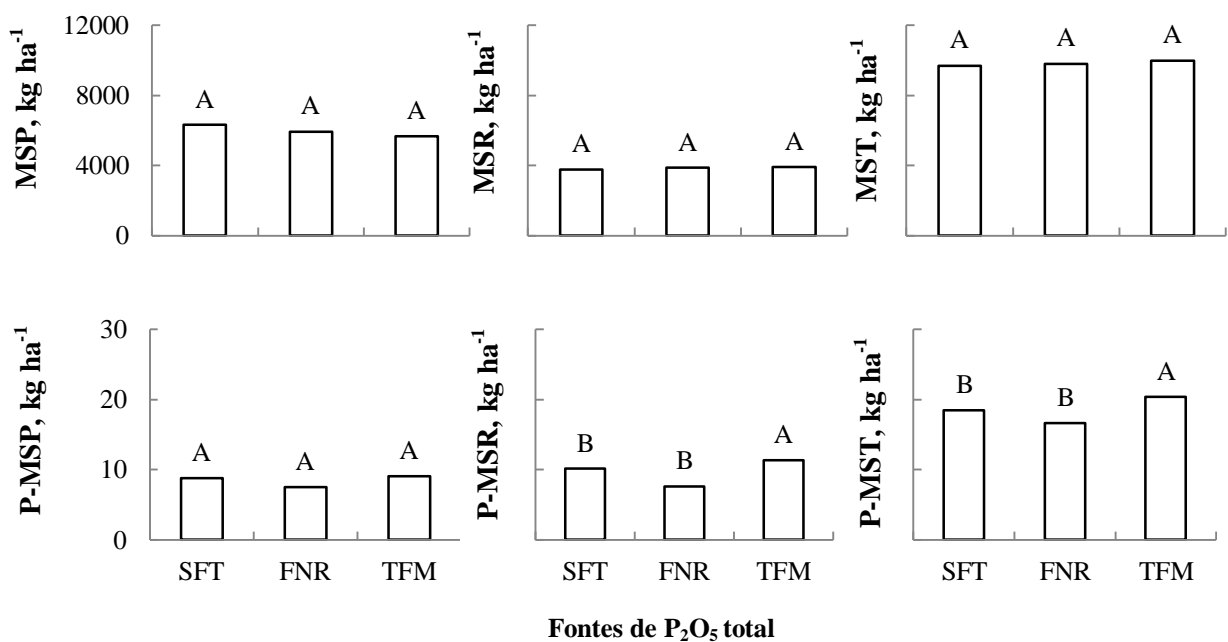 MSP, kg ha-1
12000
8000
4000
0
A A A
MSR, kg ha-1
A A A
MST, kg ha-1
A A A
P-MSP, kg ha-1
30
20
10
0
A A A
SFT FNR TFM
P-MSR, kg ha-1
B B A
SFT FNR TFM
P-MST, kg ha-1
B B A
SFT FNR TFM
Fontes de P₂O₅ total